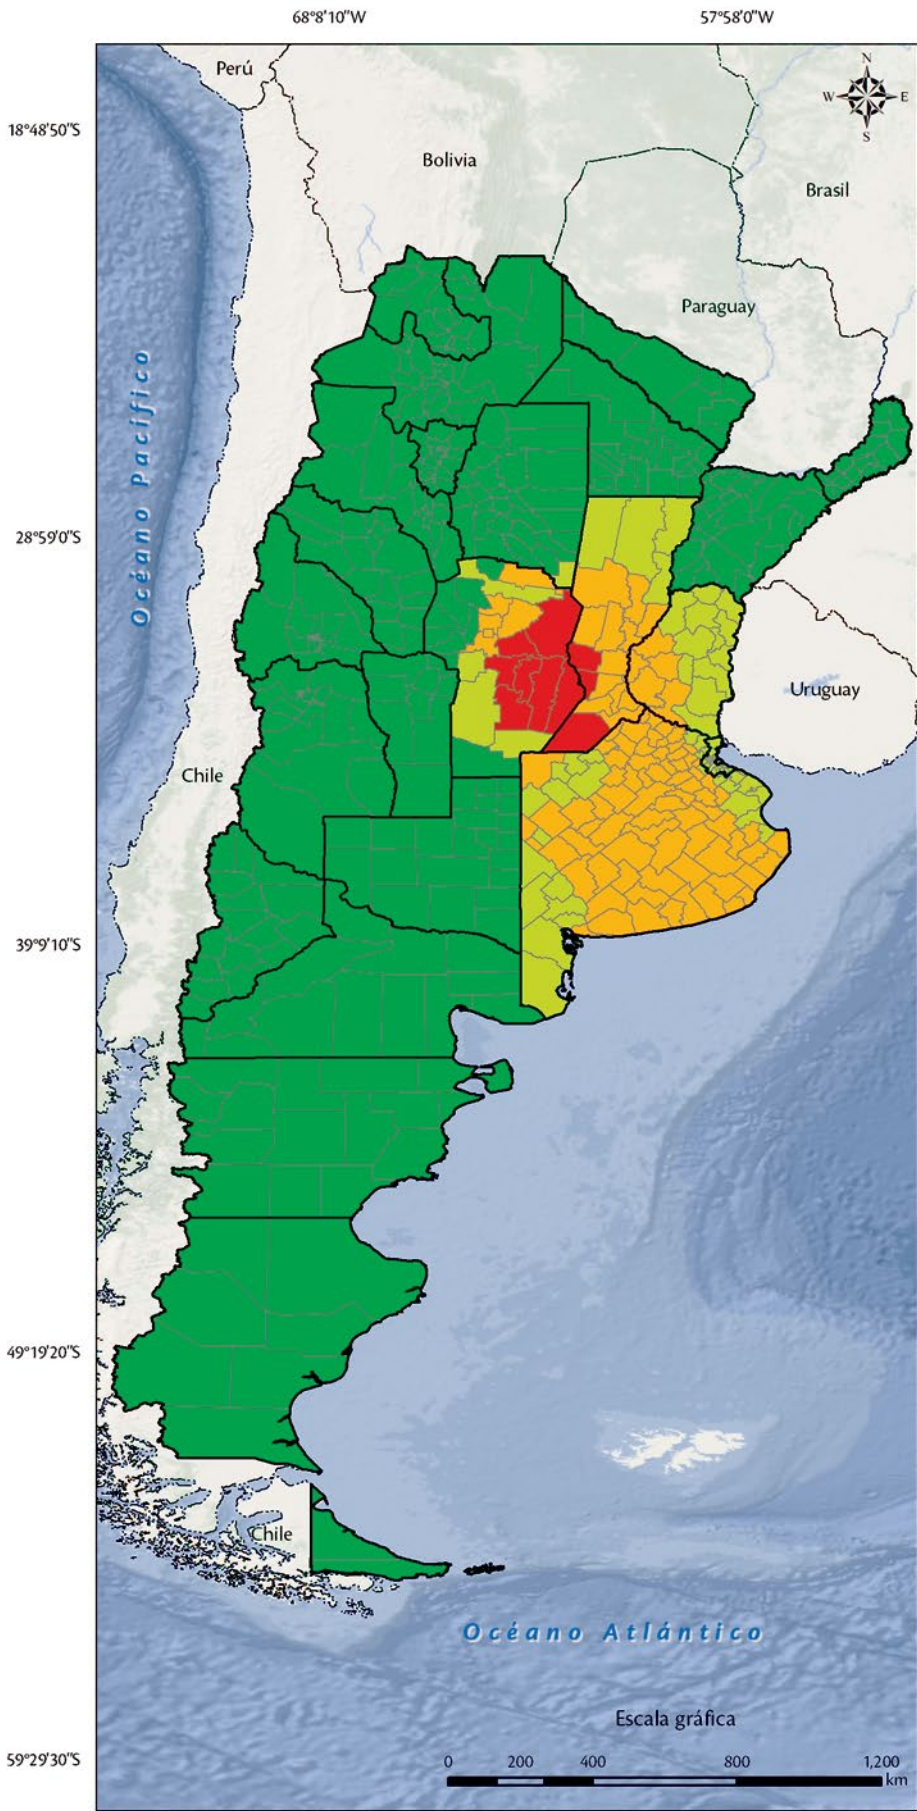 68°8'10"W 57°58'0"W
Perú
N
W E
S
18°48'50"S
Bolivia
Brasil
Paraguay
Océano Pacífico
28°59'0"S
Uruguay
Chile
39°9'10"S
49°19'20"S
Chile
Océano Atlántico
Escala gráfica
59°29'30"S
0 200 400 800 1,200
km